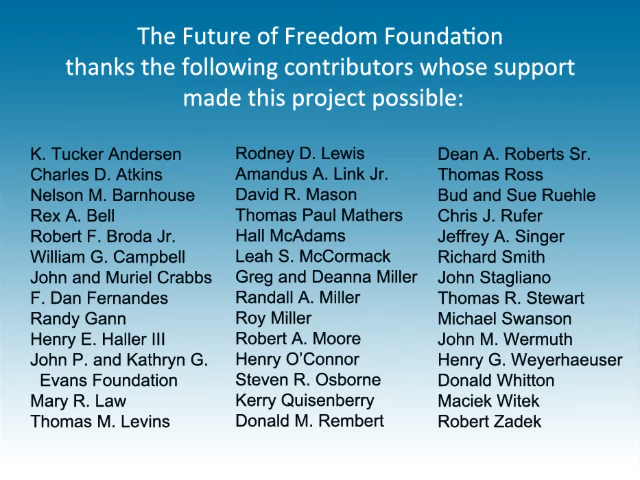 The Future of Freedom Foundation
thanks the following contributors whose support
made this project possible:
K. Tucker Andersen
Charles D. Atkins
Nelson M. Barnhouse
Rex A. Bell
Robert F. Broda Jr.
William G. Campbell
John and Muriel Crabbs
F. Dan Fernandes
Randy Gann
Henry E. Haller III
John P. and Kathryn G.
Evans Foundation
Mary R. Law
Thomas M. Levins
Rodney D. Lewis
Amandus A. Link Jr.
David R. Mason
Thomas Paul Mathers
Hall McAdams
Leah S. McCormack
Greg and Deanna Miller
Randall A. Miller
Roy Miller
Robert A. Moore
Henry O’Connor
Steven R. Osborne
Kerry Quisenberry
Donald M. Rembert
Dean A. Roberts Sr.
Thomas Ross
Bud and Sue Ruehle
Chris J. Rufer
Jeffrey A. Singer
Richard Smith
John Stagliano
Thomas R. Stewart
Michael Swanson
John M. Wermuth
Henry G. Weyerhaeuser
Donald Whitton
Maciek Witek
Robert Zadek